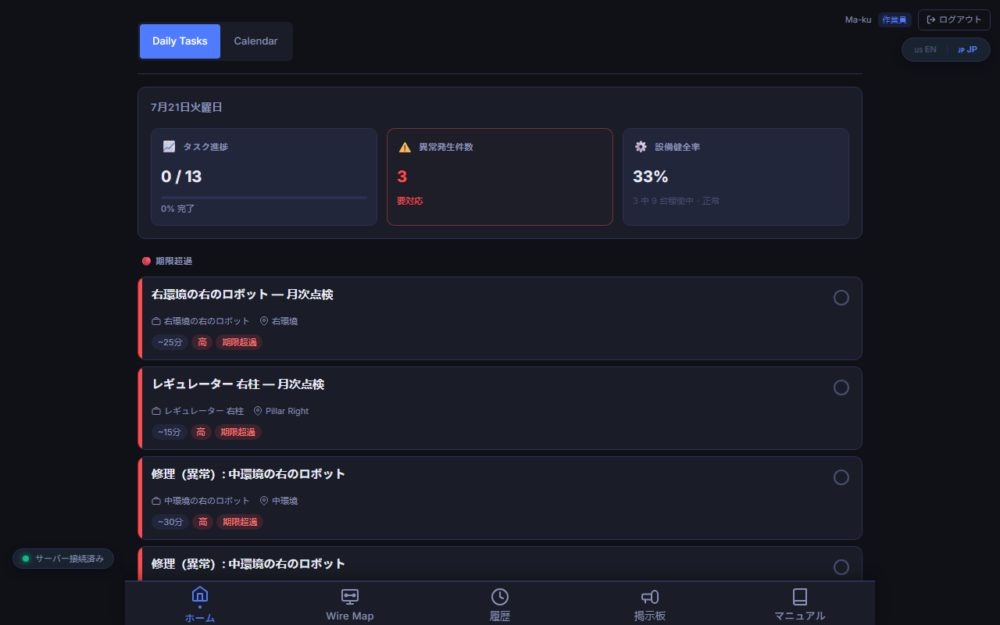 Ma-ku 作業員 ログアウト
Daily Tasks Calendar
US EN JP JP
7月21日火曜日
タスク進捗
0 / 13
0% 完了
異常発生件数
3
要対応
設備健全率
33%
3 中 9 台稼働中 · 正常
期限超過
右環境の右のロボット — 月次点検
右環境の右のロボット 右環境
~25分 高 期限超過
レギュレーター 右柱 — 月次点検
レギュレーター 右柱 Pillar Right
~15分 高 期限超過
修理（異常）: 中環境の右のロボット
中環境の右のロボット 中環境
~30分 高 期限超過
修理（異常）: 中環境の右のロボット
サーバー接続済み
ホーム Wire Map 履歴 掲示板 マニュアル